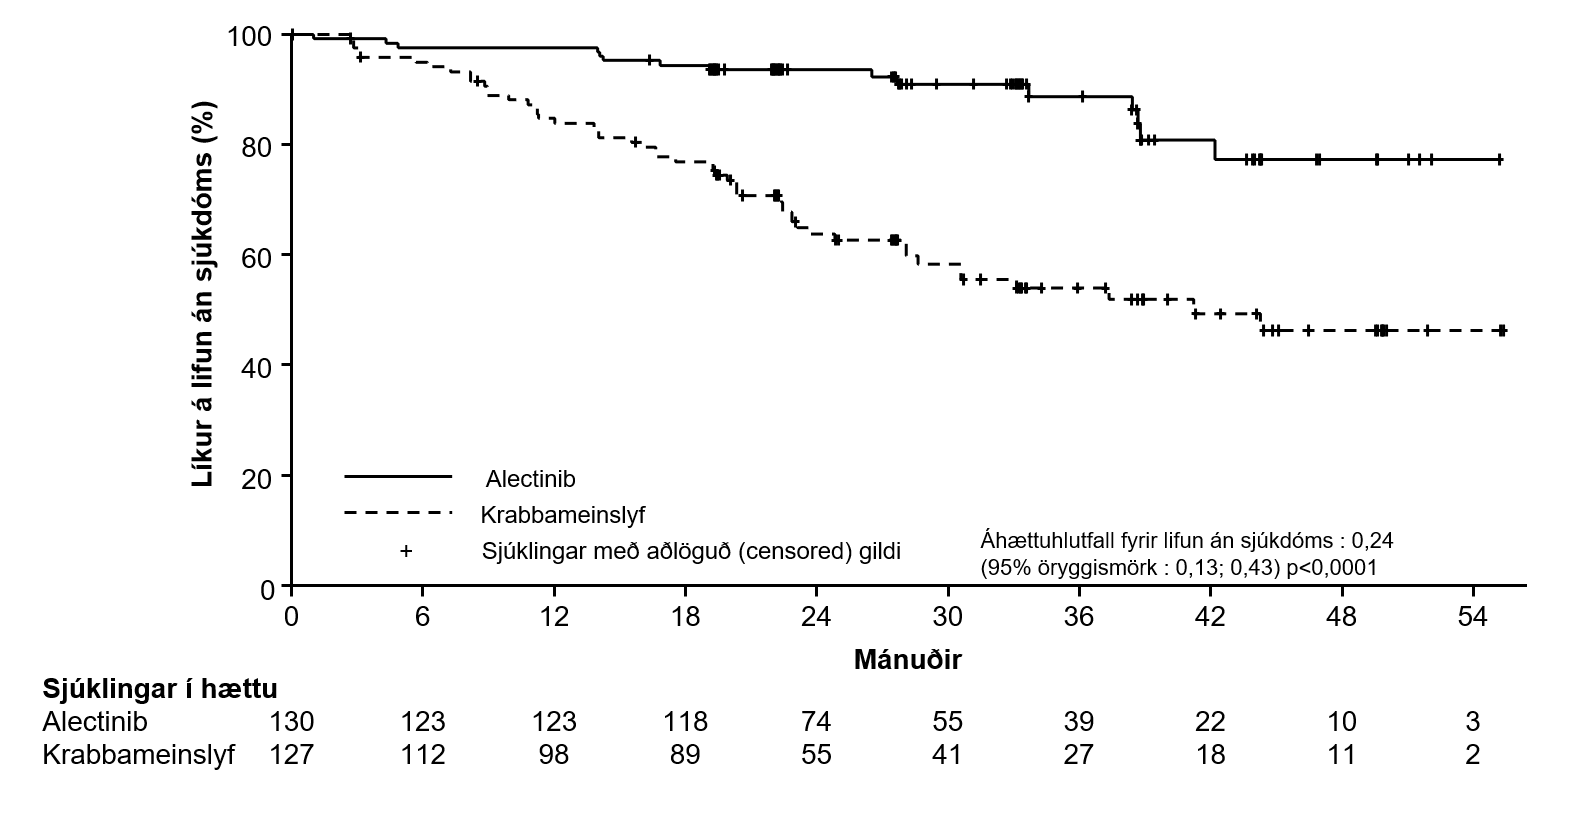 Líkur á lifun án sjúkdóms (%)
100
80
60
40
20
0
Alectinib
Krabbameinslyf
+ Sjúklingar með aðlöguð (censored) gildi
Áhættuhlutfall fyrir lifun án sjúkdóms : 0,24
(95% öryggismörk : 0,13; 0,43) p<0,0001
0 6 12 18 24 30 36 42 48 54
Mánuðir
Sjúklingar í hættu
Alectinib 130 123 123 118 74 55 39 22 10 3
Krabbameinslyf 127 112 98 89 55 41 27 18 11 2